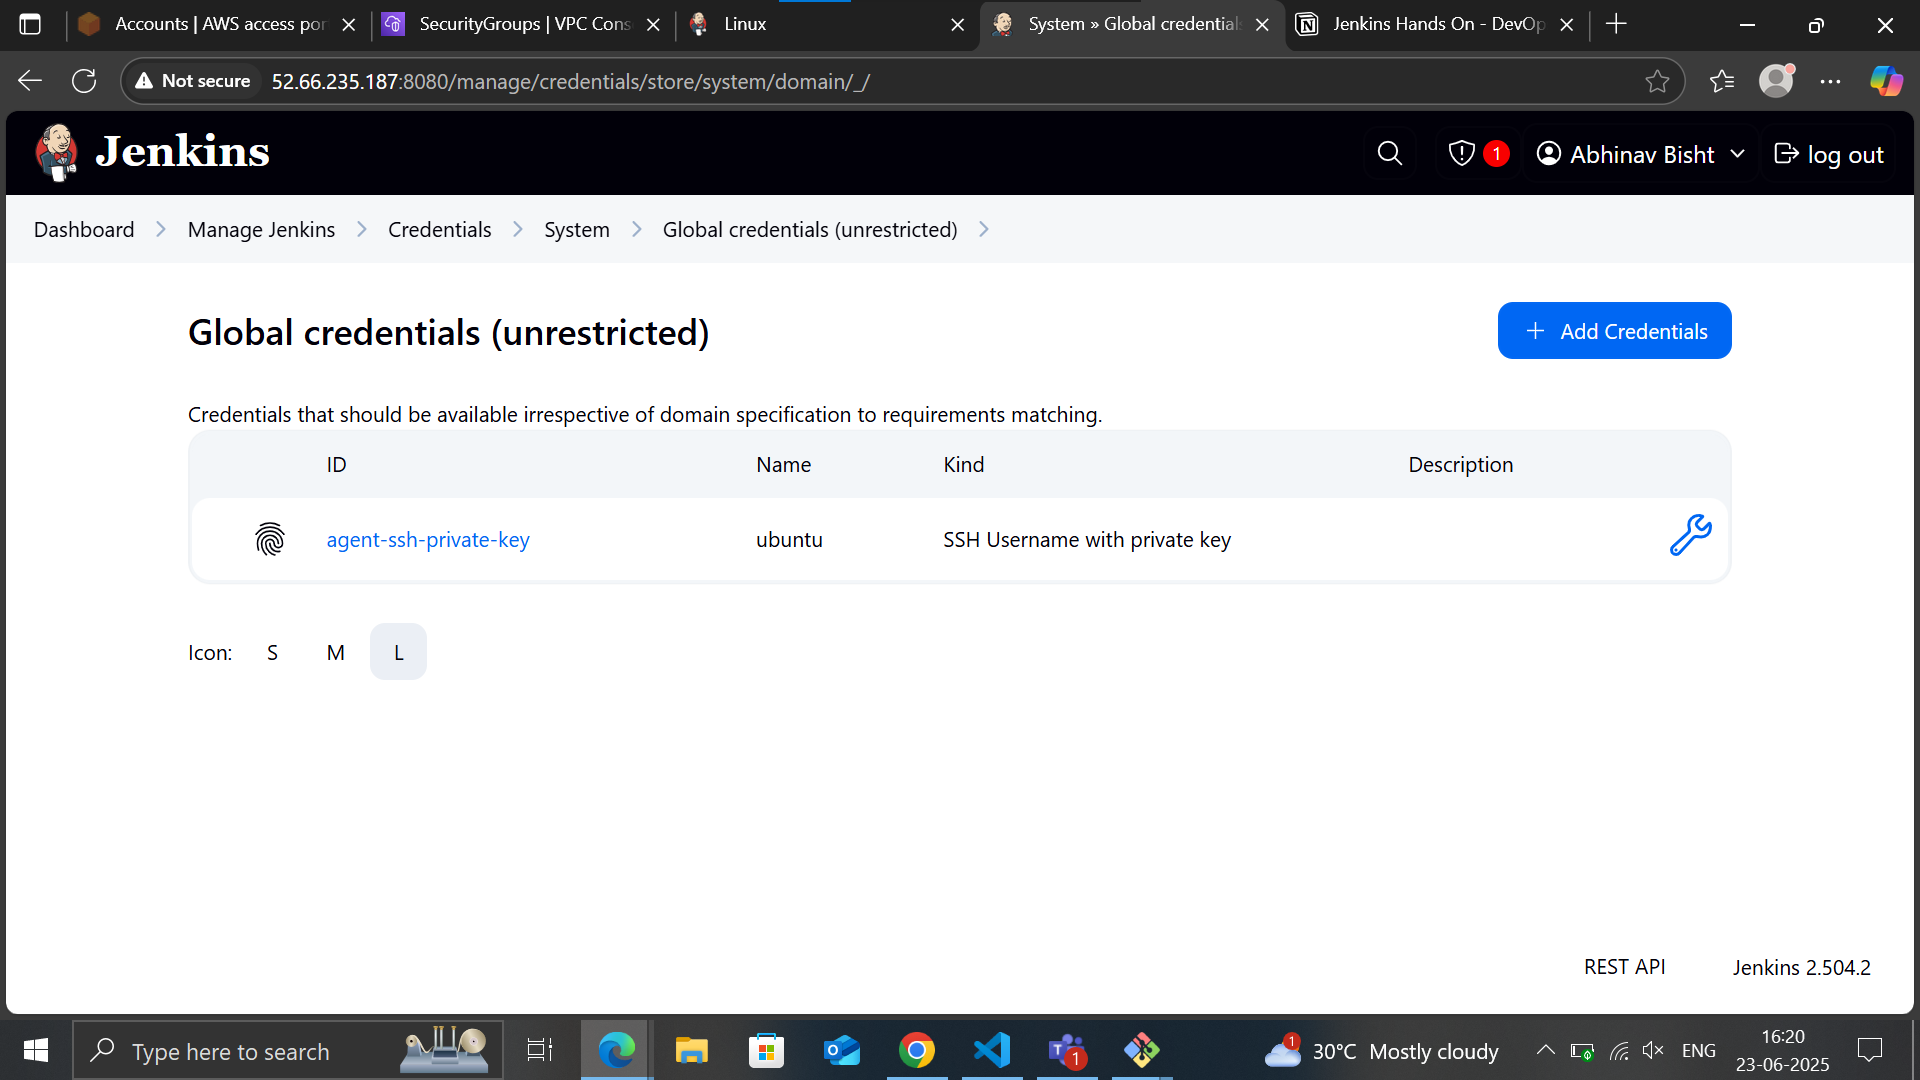 Accounts | AWS access por
SecurityGroups | VPC Cons
Linux
System » Global credentials
Jenkins Hands On - DevOp
Not secure
52.66.235.187:8080/manage/credentials/store/system/domain/_/
Jenkins
1
Abhinav Bisht
log out
Dashboard
Manage Jenkins
Credentials
System
Global credentials (unrestricted)
Global credentials (unrestricted)
+ Add Credentials
Credentials that should be available irrespective of domain specification to requirements matching.
ID Name Kind Description
agent-ssh-private-key ubuntu SSH Username with private key
Icon: S M L
REST API
Jenkins 2.504.2
Type here to search
1
1
30°C Mostly cloudy
ENG
16:20
23-06-2025